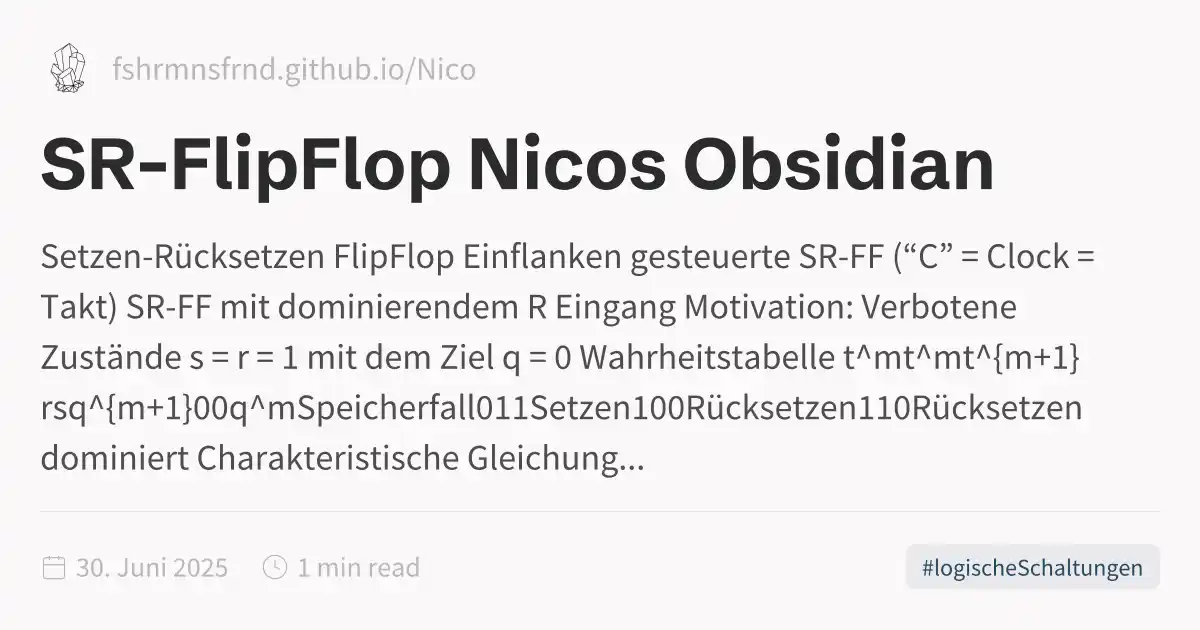 fshrmnsfrnd.github.io/Nico
SR-FlipFlop Nicos Obsidian
Setzen-Rücksetzen FlipFlop Einflanken gesteuerte SR-FF (“C” = Clock =
Takt) SR-FF mit dominierendem R Eingang Motivation: Verbotene
Zustände s = r = 1 mit dem Ziel q = 0 Wahrheitstabelle t^mt^mt^{m+1}
rsq^{m+1}00q^mSpeicherfall011Setzen100Rücksetzen110Rücksetzen
dominiert Charakteristische Gleichung...
30. Juni 2025
1 min read
#logischeSchaltungen